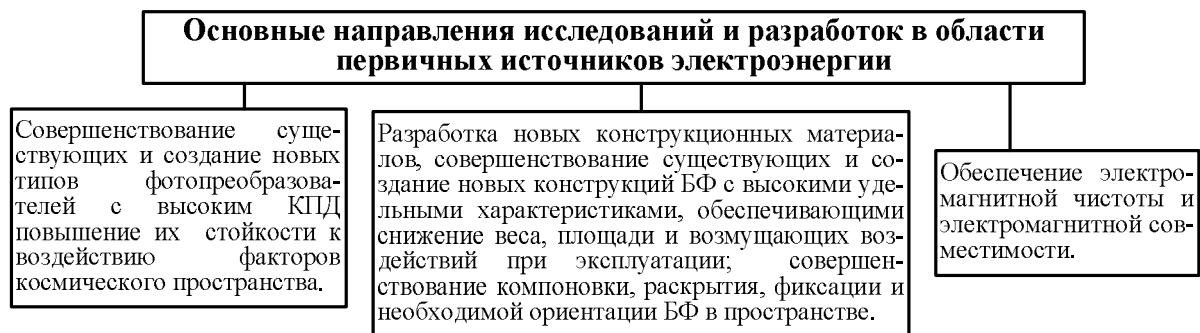 Основные направления исследований и разработок в области
первичных источников электроэнергии
Совершенствование суще-
ствующих и создание новых
типов фотопреобразова-
телей с высоким КПД
повышение их стойкости к
воздействию факторов
космического пространства.
Разработка новых конструкционных материа-
лов, совершенствование существующих и со-
здание новых конструкций БФ с высокими уде-
льными характеристиками, обеспечивающими
снижение веса, площади и возмущающих воз-
действий при эксплуатации; совершен-
ствование компоновки, раскрытия, фиксации и
необходимой ориентации БФ в пространстве.
Обеспечение электро-
магнитной чистоты и
электромагнитной сов-
местимости.